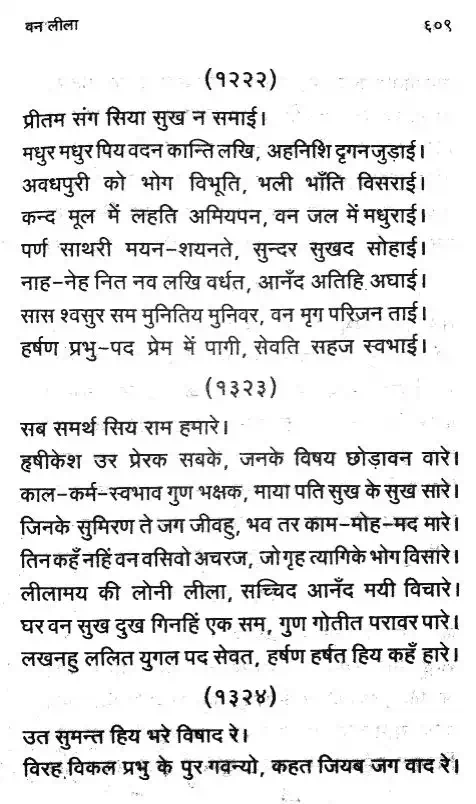 वन लीला ६०९
(१२२२)
प्रीतम संग सिया सुख न समाई।
मधुर मधुर पिय वदन कान्ति लखि, अहनिशि दृगन जुड़ाई।
अवधपुरी को भोग विभूति, भली भाँति विसराई।
कन्द मूल में लहति अमियपन, वन जल में मधुराई।
पर्ण साथरी मयन-शयनते, सुन्दर सुखद सोहाई।
नाह-नेह नित नव लखि वर्धत, आनँद अतिहि अघाई।
सास श्वसुर सम मुनितिय मुनिवर, वन मृग परिजन ताई।
हर्षण प्रभु-पद प्रेम में पागी, सेवति सहज स्वभाई।
(१३२३)
सब समर्थ सिय राम हमारे।
हृषीकेश उर प्रेरक सबके, जनके विषय छोड़ावन वारे।
काल-कर्म-स्वभाव गुण भक्षक, माया पति सुख के सुख सारे।
जिनके सुमिरण ते जग जीवहु, भव तर काम-मोह-मद मारे।
तिन कहँ नहिं वन वसिवो अचरज, जो गृह त्यागिके भोग विसारे।
लीलामय की लोनी लीला, सच्चिद आनँद मयी विचारे।
घर वन सुख दुख गिनहिं एक सम, गुण गोतीत परावर पारे।
लखनहु ललित युगल पद सेवत, हर्षण हर्षत हिय कहँ हारे।
(१३२४)
उत सुमन्त हिय भरे विषाद रे।
विरह विकल प्रभु के पुर गवन्यो, कहत जियब जग वाद रे।